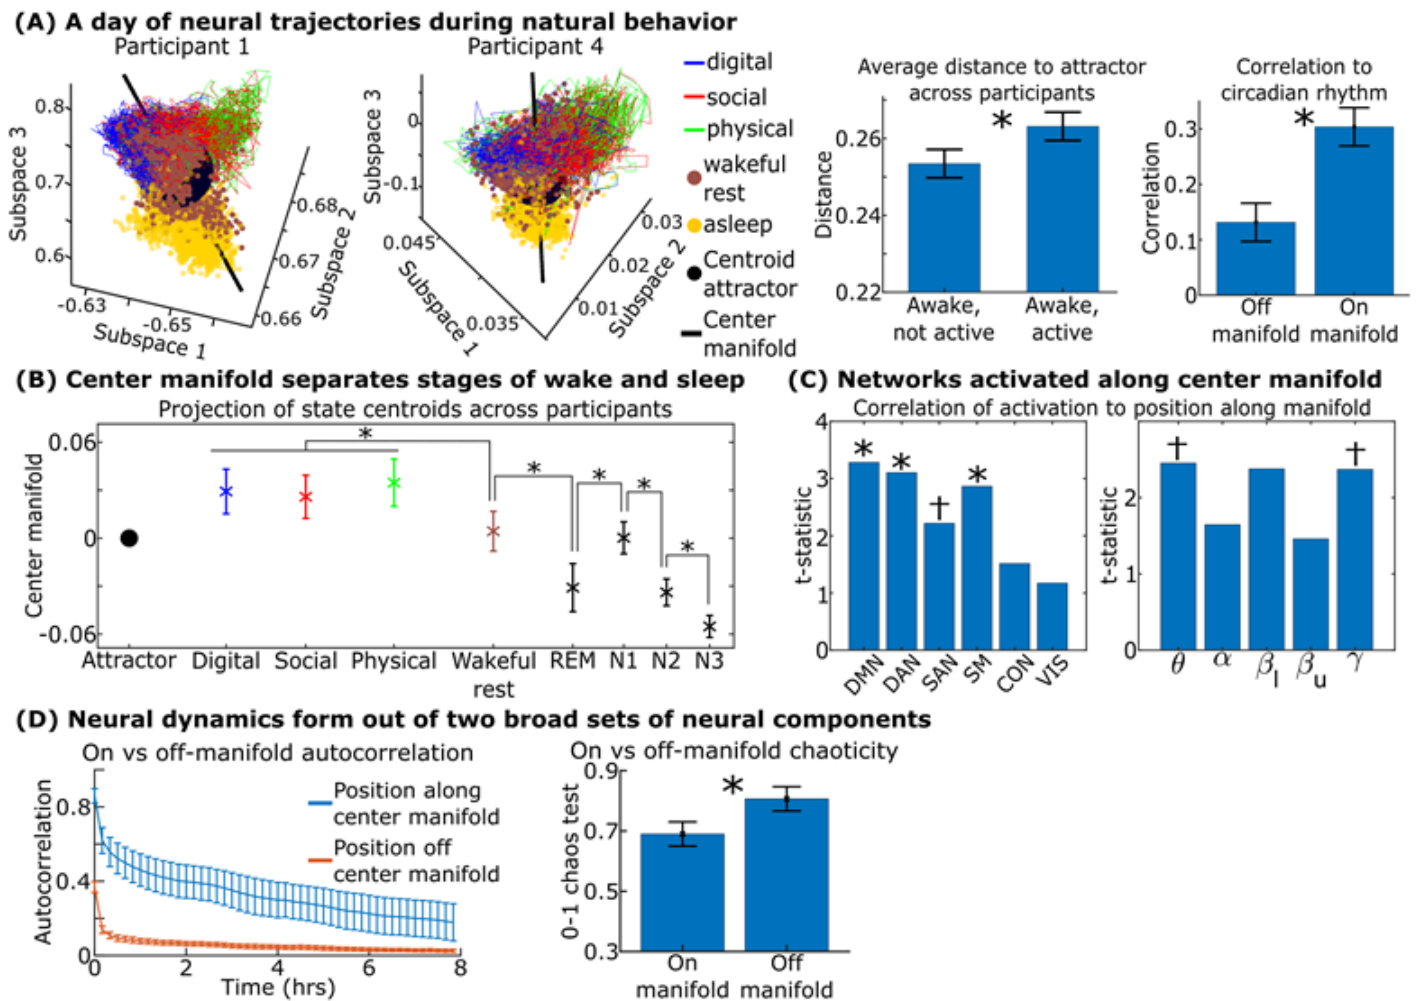 (A) A day of neural trajectories during natural behavior
Participant 1
Subspace 3
0.8
0.7
0.6
-0.63
-0.65
Subspace 1
0.66
0.67
0.68
Subspace 2
Participant 4
Subspace 3
0
-0.1
0.045
0.035
Subspace 1
0.01
0.02
0.03
Subspace 2
digital
social
physical
wakeful
rest
asleep
Centroid
attractor
Center
manifold
Average distance to attractor
across participants
Distance
0.26
0.24
0.22
*
Awake,
not active
Awake,
active
Correlation to
circadian rhythm
Correlation
0.3
0.2
0.1
0
*
Off
manifold
On
manifold
(B) Center manifold separates stages of wake and sleep
Projection of state centroids across participants
Center manifold
0.06
0
-0.06
* * * * *
Attractor Digital Social Physical Wakeful REM N1 N2 N3
rest
(C) Networks activated along center manifold
Correlation of activation to position along manifold
t-statistic
4
3
2
1
0
* * † *
DMN DAN SAN SM CON VIS
t-statistic
2
1
0
† †
θ α βl βu γ
(D) Neural dynamics form out of two broad sets of neural components
On vs off-manifold autocorrelation
Autocorrelation
0.8
0.4
0
Position along
center manifold
Position off
center manifold
0 2 4 6 8
Time (hrs)
On vs off-manifold chaoticity
0-1 chaos test
0.9
0.7
0.5
0.3
*
On
manifold
Off
manifold